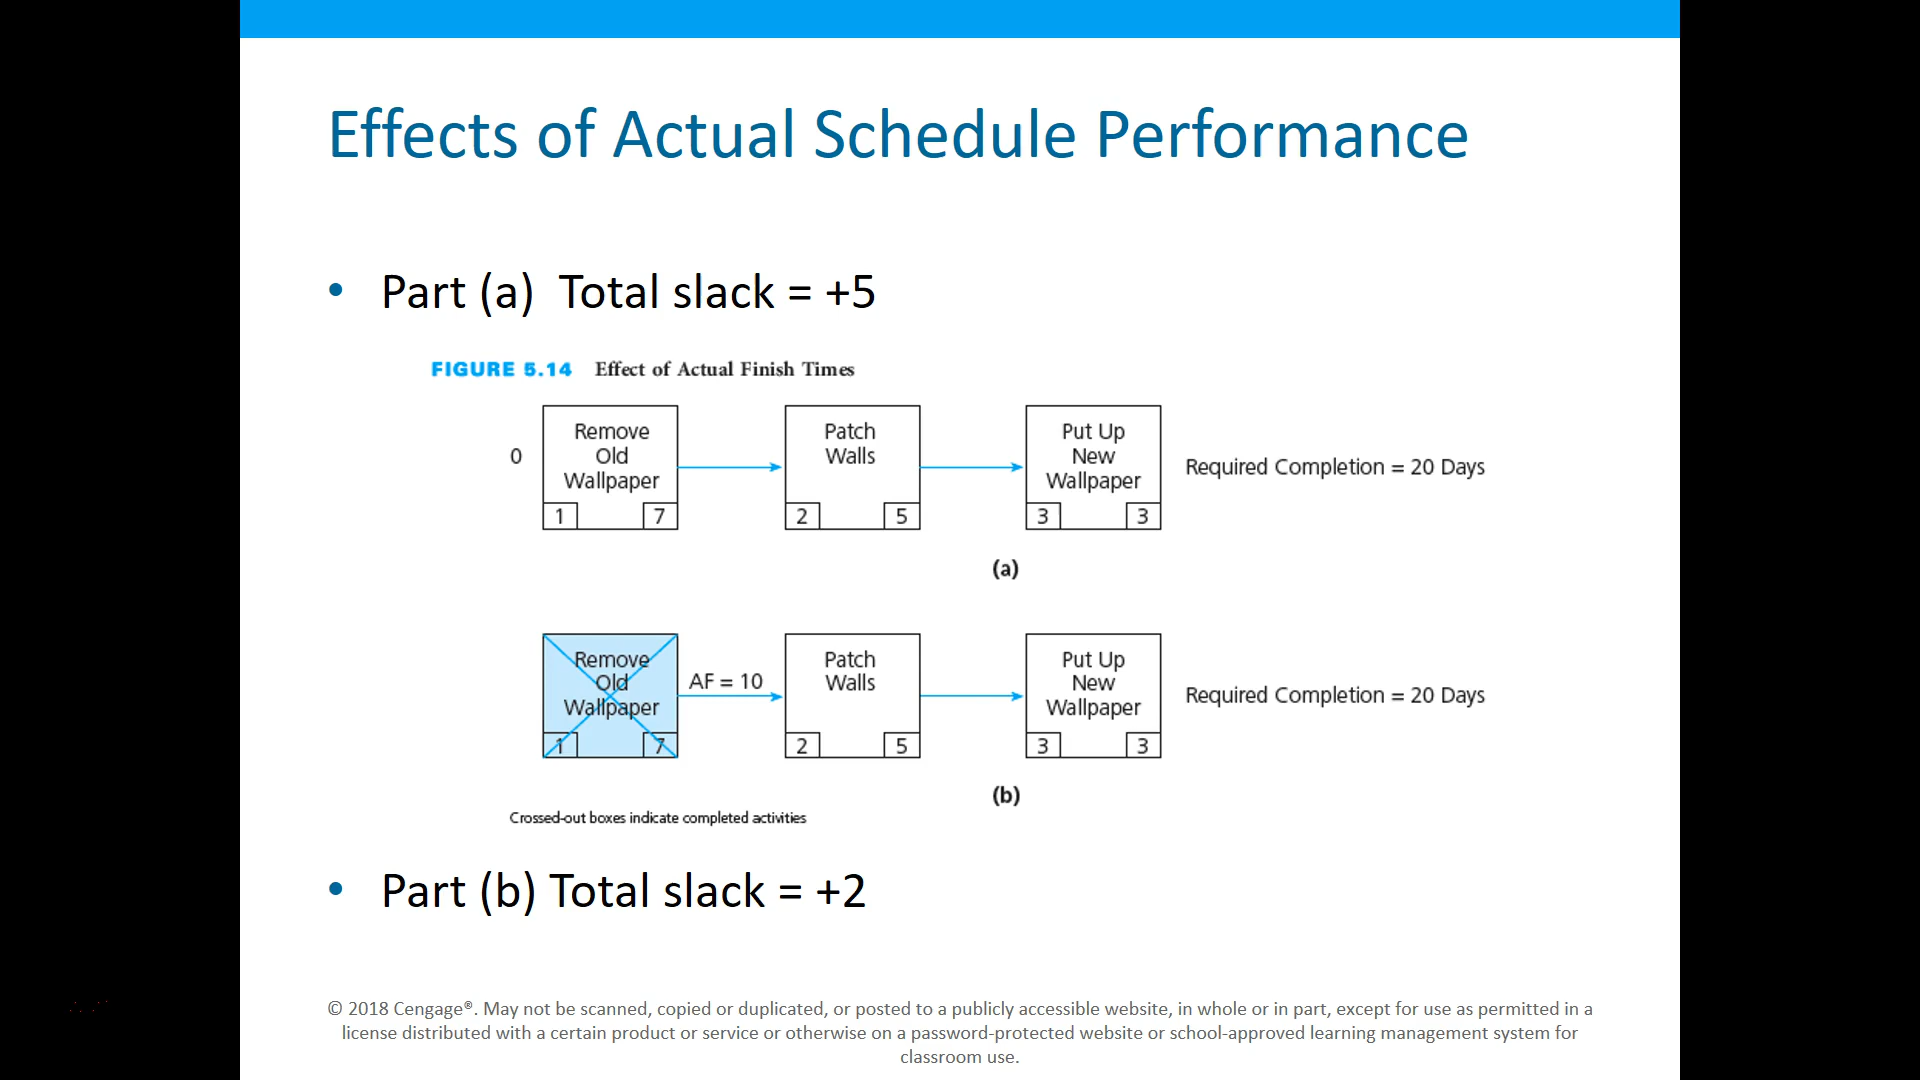 Effects of Actual Schedule Performance
• Part (a) Total slack = +5
FIGURE 5.14 Effect of Actual Finish Times
0
Remove
Old
Wallpaper
1 7
Patch
Walls
2 5
Put Up
New
Wallpaper
3 3
Required Completion = 20 Days
(a)
Remove
Old
Wallpaper
1 7
AF = 10
Patch
Walls
2 5
Put Up
New
Wallpaper
3 3
Required Completion = 20 Days
(b)
Crossed-out boxes indicate completed activities
• Part (b) Total slack = +2
© 2018 Cengage®. May not be scanned, copied or duplicated, or posted to a publicly accessible website, in whole or in part, except for use as permitted in a
license distributed with a certain product or service or otherwise on a password-protected website or school-approved learning management system for
classroom use.